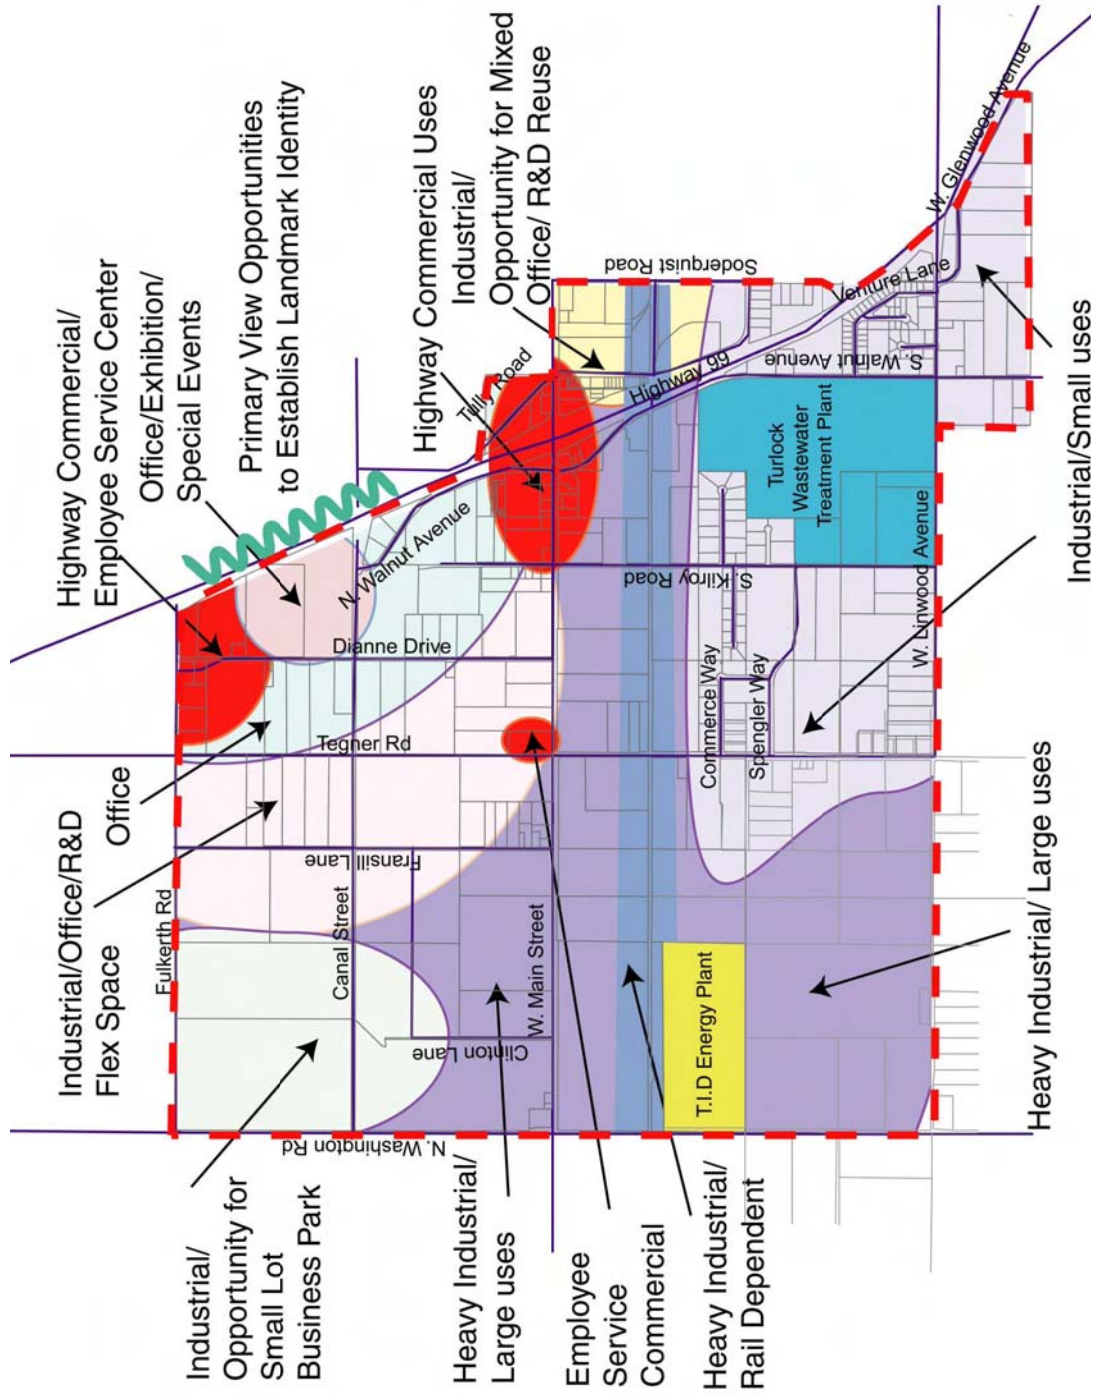 Highway Commercial/
Employee Service Center
Office/Exhibition/
Special Events
Primary View Opportunities
to Establish Landmark Identity
Highway Commercial Uses
Industrial/
Opportunity for Mixed
Office/ R&D Reuse
Industrial/Office/R&D
Flex Space
Office
Industrial/
Opportunity for
Small Lot
Business Park
Heavy Industrial/
Large uses
Employee
Service
Commercial
Heavy Industrial/
Rail Dependent
Heavy Industrial/ Large uses
Industriaal/Small uses
Fulkerth Rd
Canal Street
W. Main Street
N. Washington Rd
Clinton Lane
Fransill Lane
Tegner Rd
Dianne Drive
N. Walnut Avenue
Tully Road
Highway 99
Soderquist Road
S. Kilroy Road
Commerce Way
Spengler Way
S. Walnut Avenue
Venture Lane
W. Glenwood Avenue
W. Linwood Avenue
Turlock
Wastewater
Treatment Plant
T.I.D Energy Plant